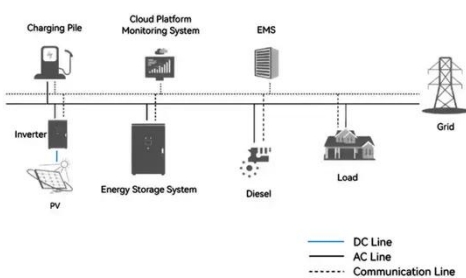 Charging Pile
Cloud Platform
Monitoring System
EMS
Grid
Inverter
PV
Energy Storage System
Diesel
Load
DC Line
AC Line
Communication Line